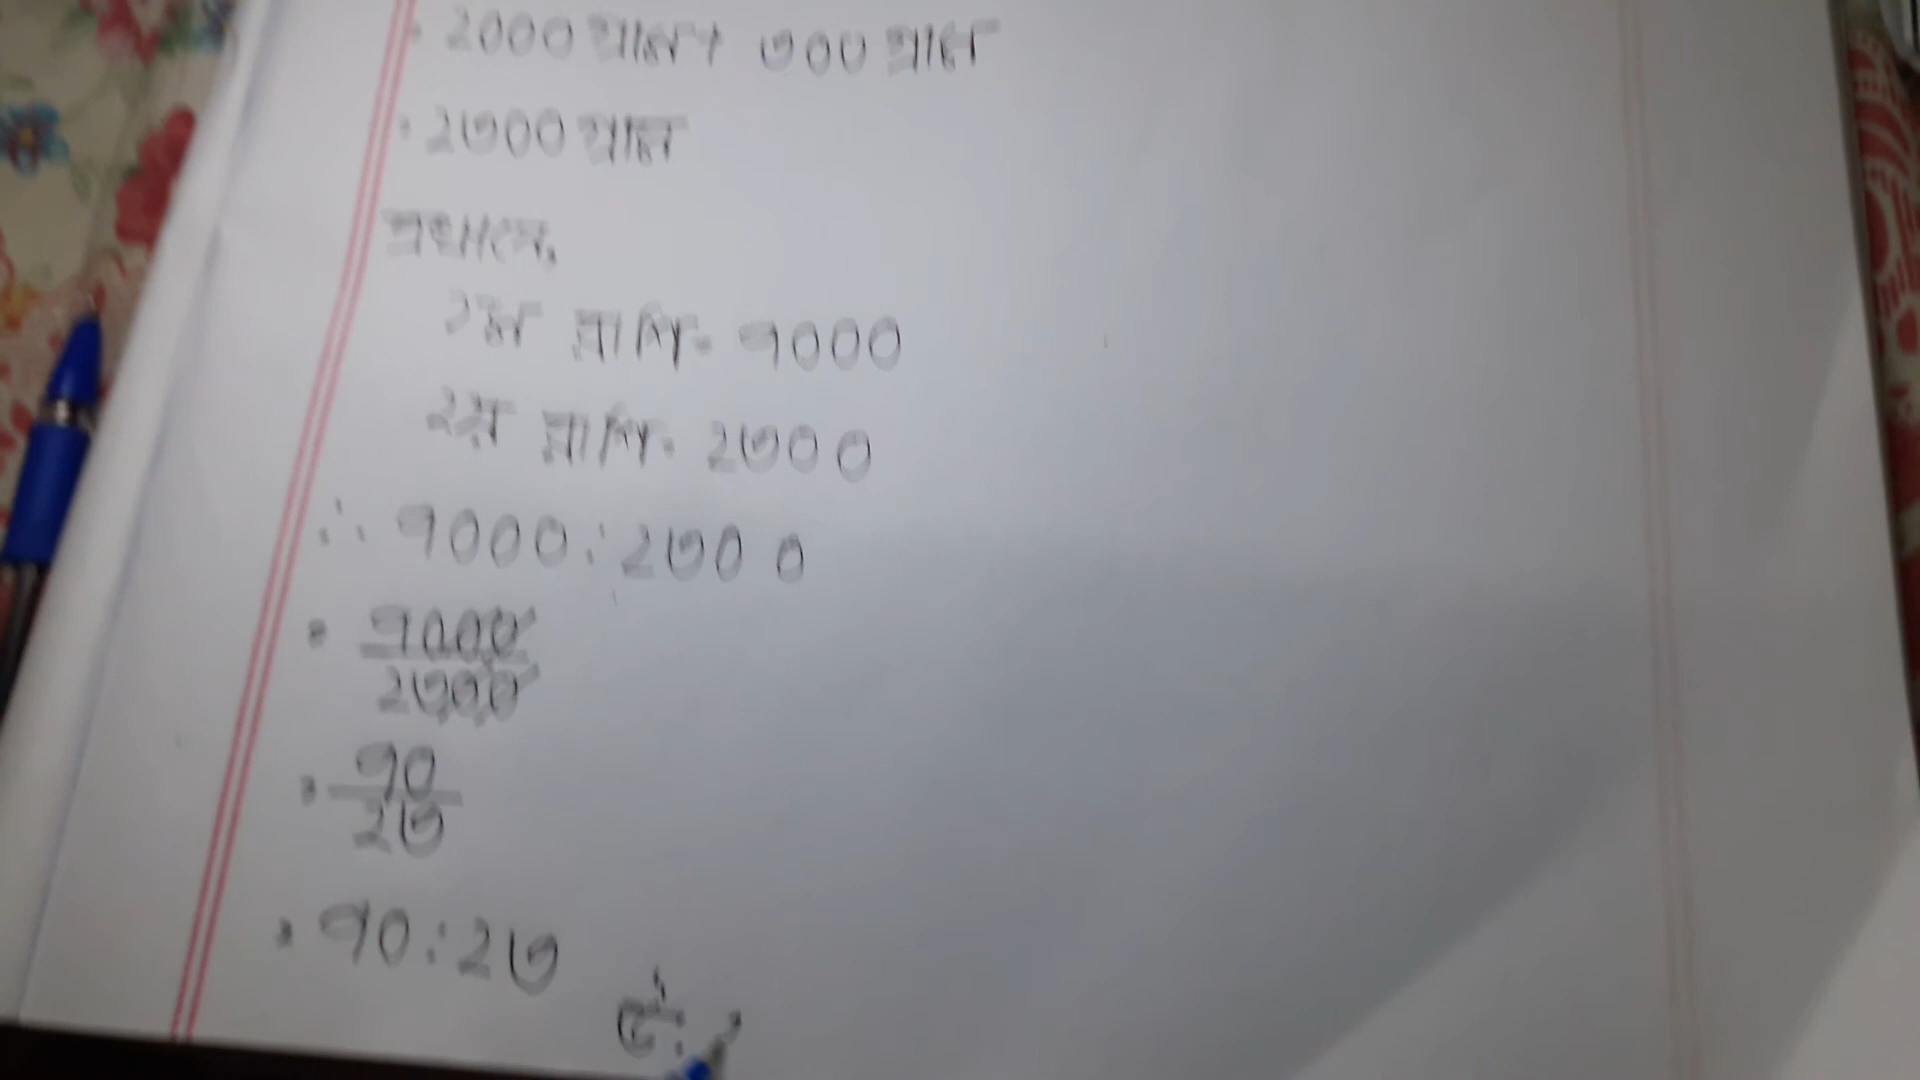 = ২০০০ গ্রাম + ৩০০ গ্রাম
= ২৩০০ গ্রাম
এখানে,
১ম রাশি = ৭০০০
২য় রাশি = ২৩০০
∴ ৭০০০ : ২৩০০
= ৭০০০
২৩০০
= ৭০
২৩
= ৭০ : ২৩
উঃ